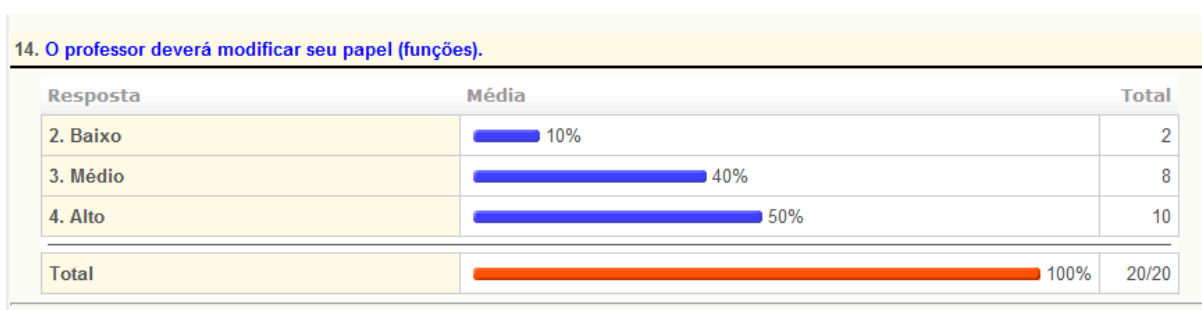 14. O professor deverá modificar seu papel (funções).
Resposta Média Total
2. Baixo 10% 2
3. Médio 40% 8
4. Alto 50% 10
Total 100% 20/20